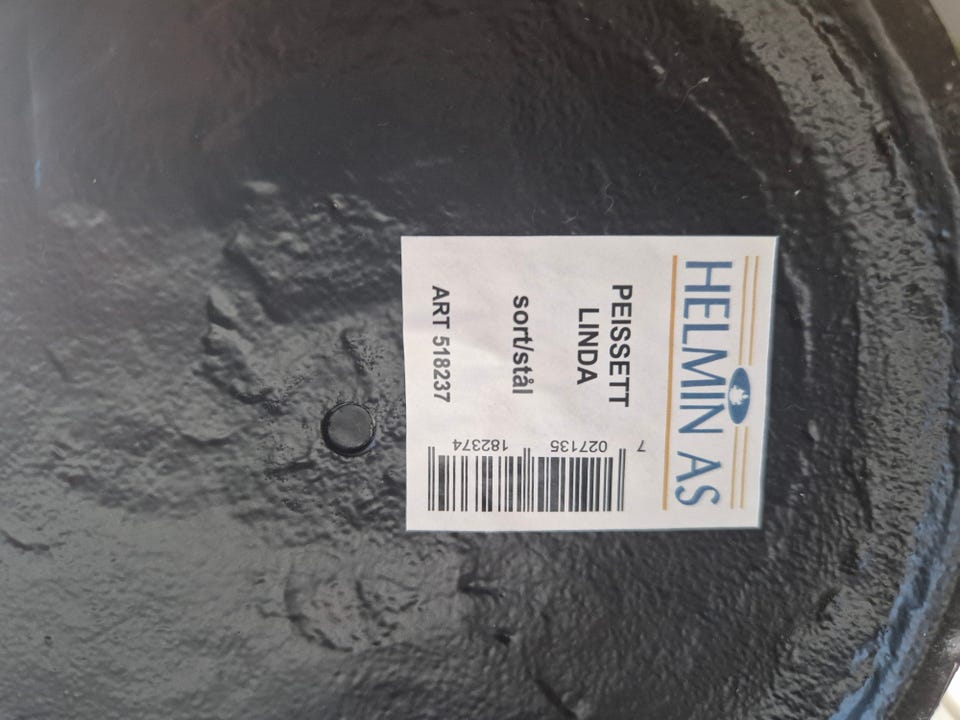 HELMIN AS
PEISSETT
LINDA
sort/stål
ART 518237
7 027135 182374